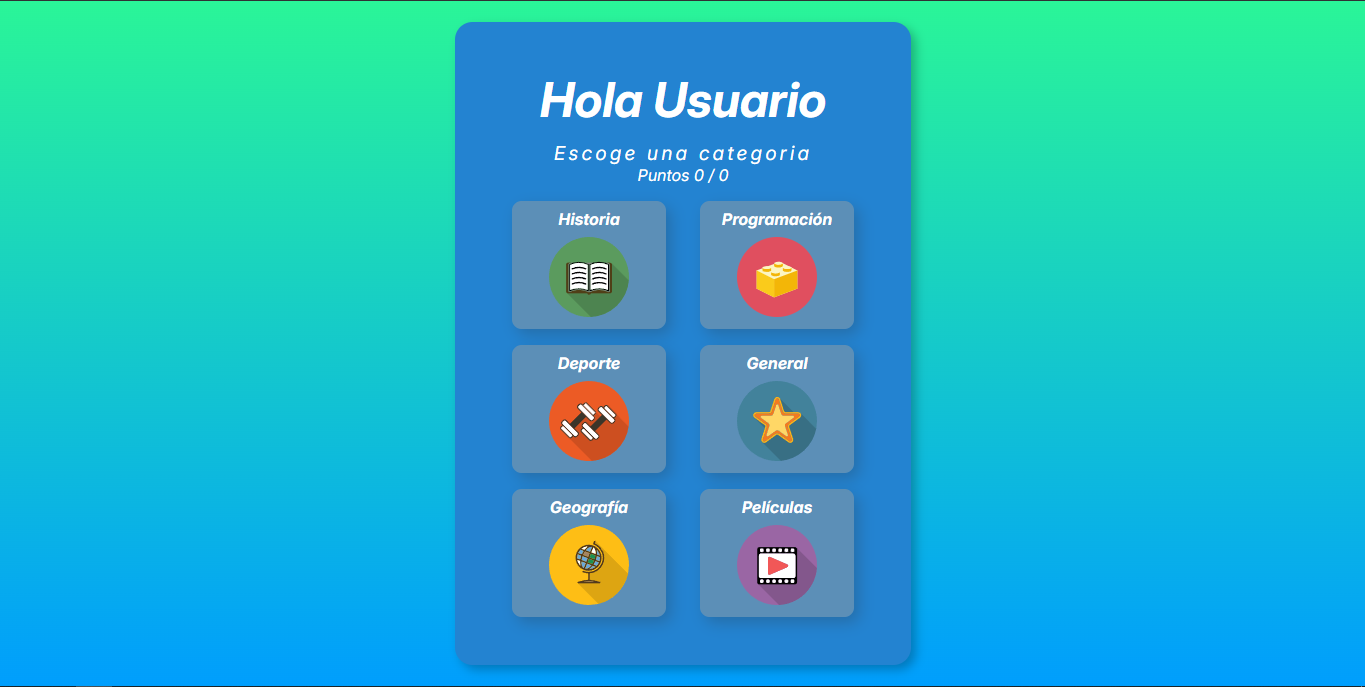 Hola Usuario
Escoge una categoria
Puntos 0 / 0
Historia
Programación
Deporte
General
Geografía
Películas